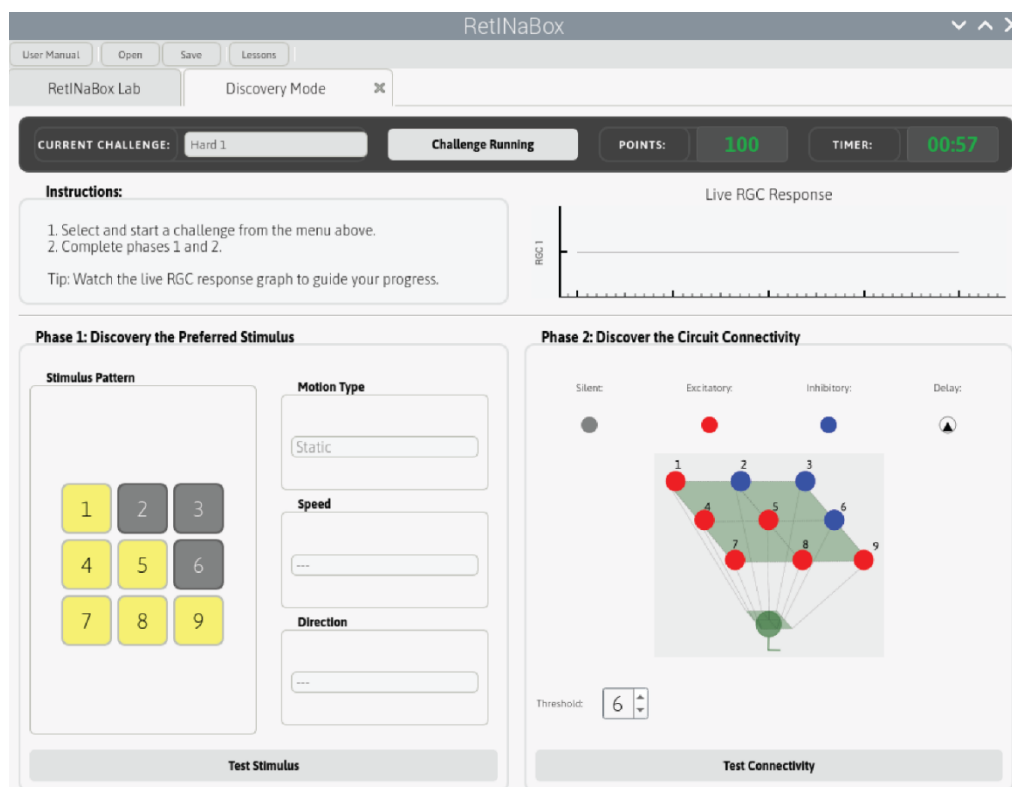 RetINaBox
User Manual Open Save Lessons
RetINaBox Lab Discovery Mode
CURRENT CHALLENGE: Hard 1 Challenge Running POINTS: 100 TIMER: 00:57
Instructions:
1. Select and start a challenge from the menu above.
2. Complete phases 1 and 2.
Tip: Watch the live RGC response graph to guide your progress.
Live RGC Response
RGC 1
Phase 1: Discovery the Preferred Stimulus
Stimulus Pattern
1 2 3
4 5 6
7 8 9
Motion Type
Static
Speed
---
Direction
---
Test Stimulus
Phase 2: Discover the Circuit Connectivity
Silent: Excitatory: Inhibitory: Delay:
1 2 3
4 5 6
7 8 9
Threshold: 6
Test Connectivity